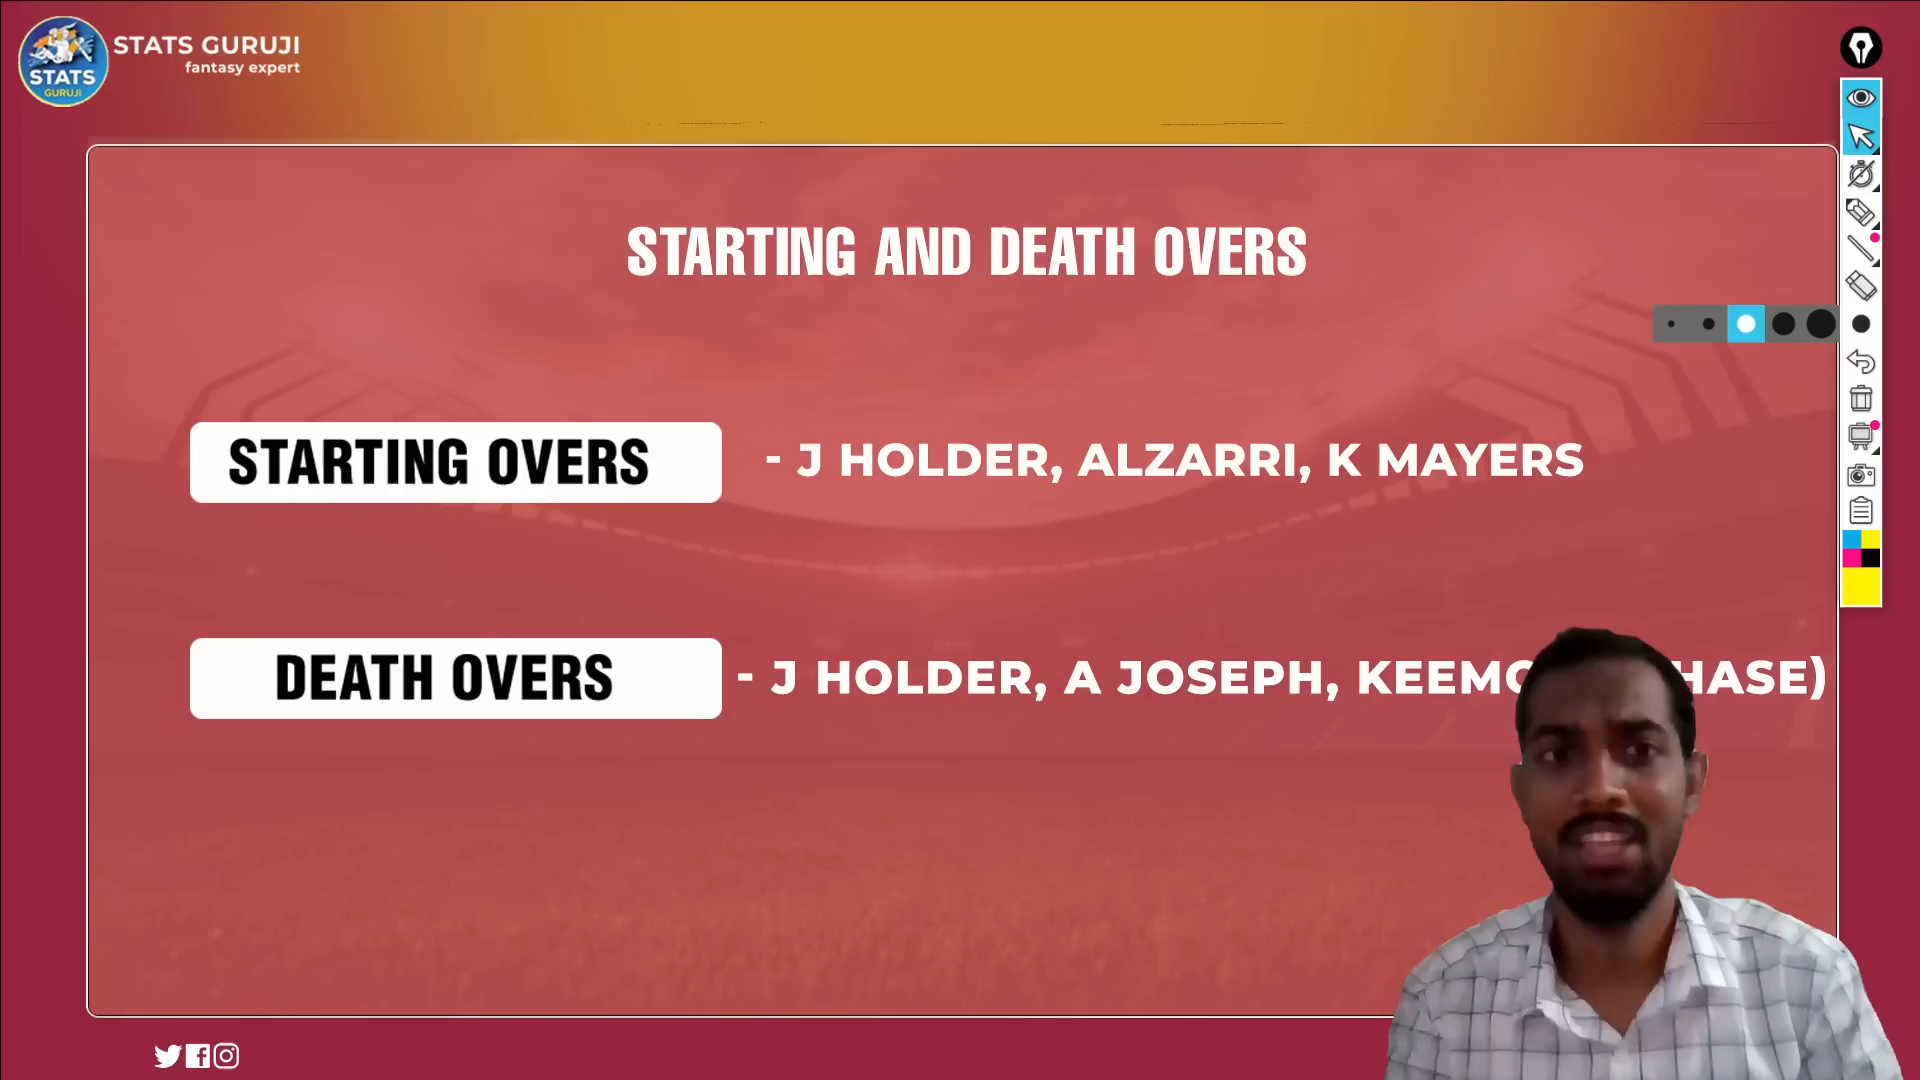 STATS GURUJI
fantasy expert
STATS
GURUJI
STARTING AND DEATH OVERS
STARTING OVERS - J HOLDER, ALZARRI, K MAYERS
DEATH OVERS - J HOLDER, A JOSEPH, KEEMO HASE)